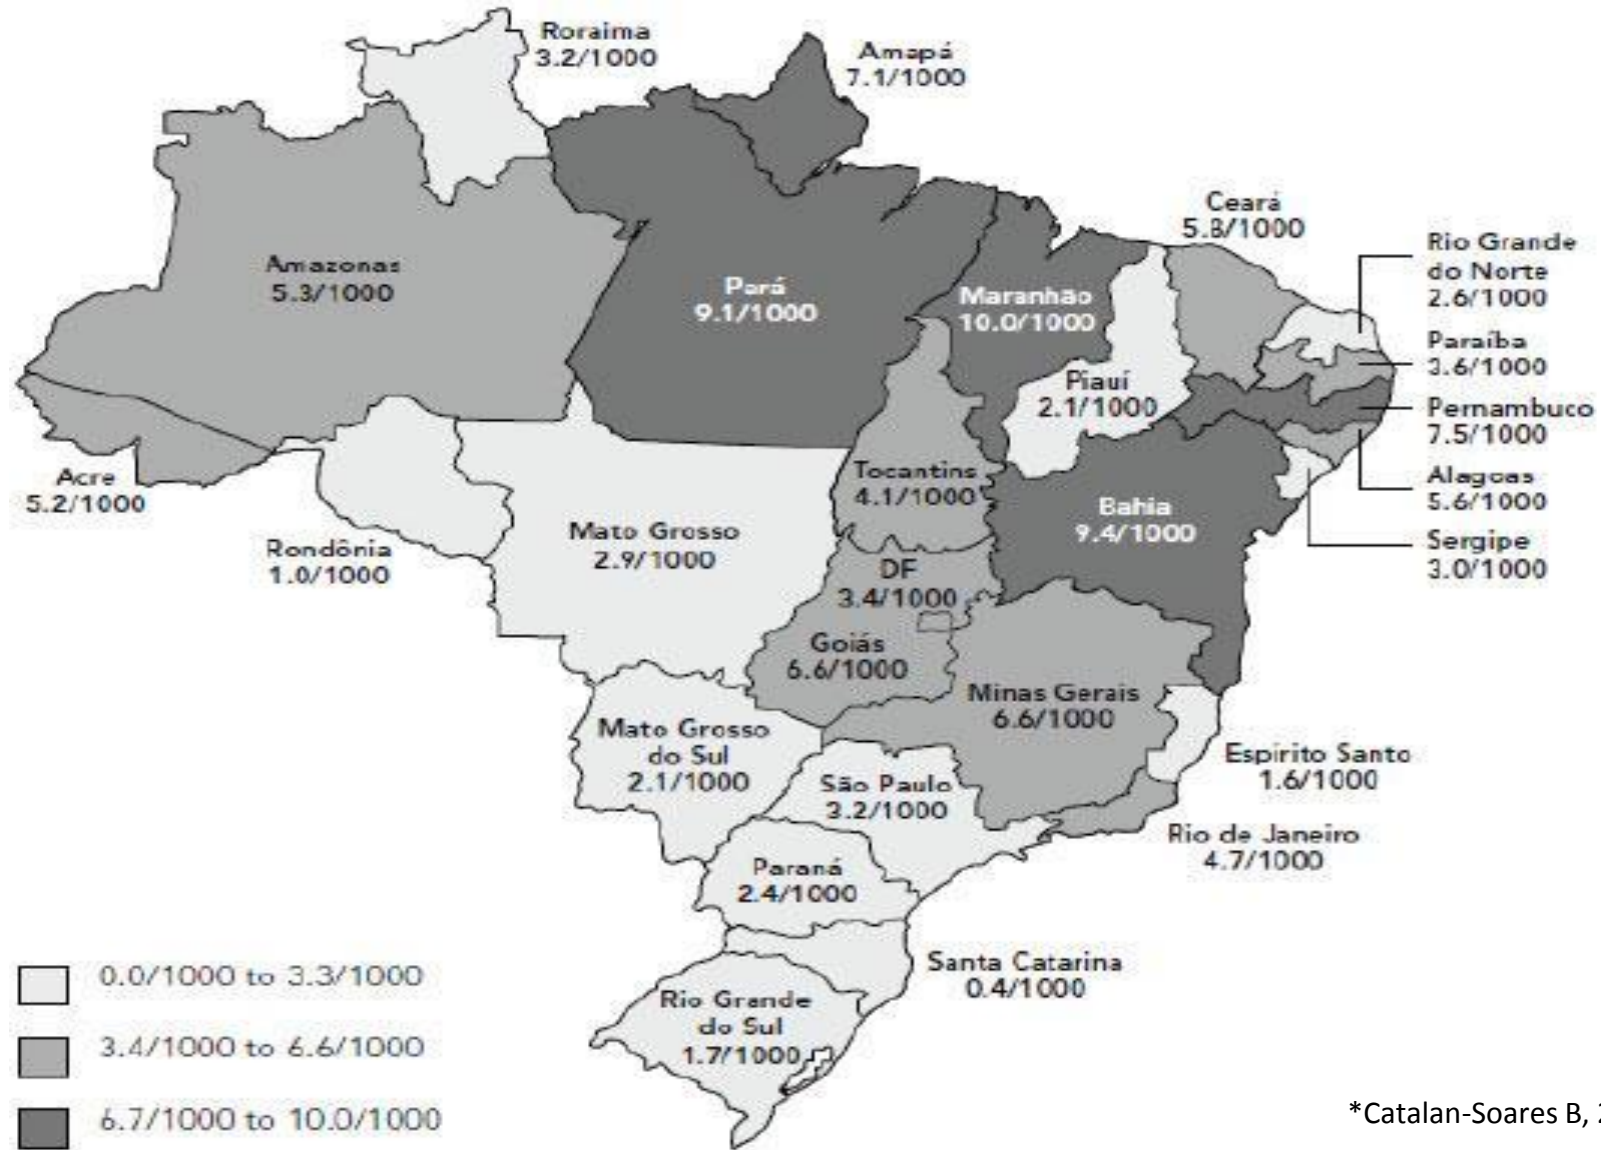 Roraima
3.2/1000
Amapá
7.1/1000
Ceará
5.8/1000
Rio Grande
do Norte
2.6/1000
Amazonas
5.3/1000
Pará
9.1/1000
Maranhão
10.0/1000
Paraíba
3.6/1000
Piauí
2.1/1000
Pernambuco
7.5/1000
Acre
5.2/1000
Tocantins
4.1/1000
Alagoas
5.6/1000
Bahia
9.4/1000
Rondônia
1.0/1000
Mato Grosso
2.9/1000
Sergipe
3.0/1000
DF
3.4/1000
Goiás
6.6/1000
Minas Gerais
6.6/1000
Mato Grosso
do Sul
2.1/1000
São Paulo
3.2/1000
Espírito Santo
1.6/1000
Rio de Janeiro
4.7/1000
Paraná
2.4/1000
Santa Catarina
0.4/1000
Rio Grande
do Sul
1.7/1000
0.0/1000 to 3.3/1000
3.4/1000 to 6.6/1000
6.7/1000 to 10.0/1000
*Catalan-Soares B,